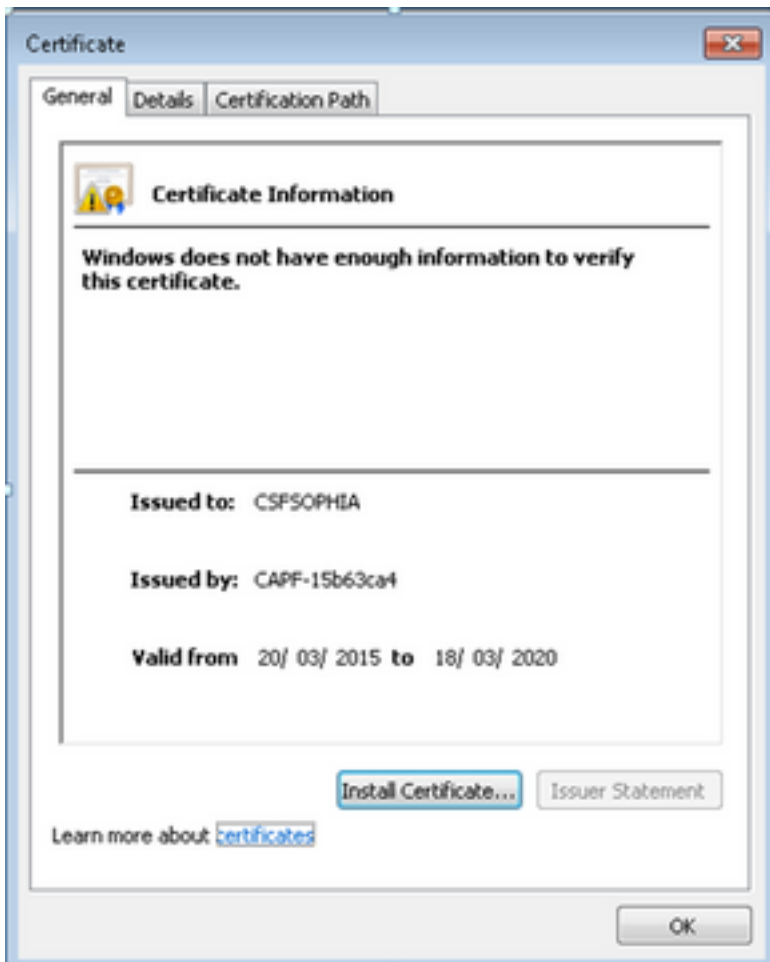 Certificate
General Details Certification Path
Certificate Information
Windows does not have enough information to verify
this certificate.
Issued to: CSFSOPHIA
Issued by: CAPF-15b63ca4
Valid from 20/ 03/ 2015 to 18/ 03/ 2020
Install Certificate... Issuer Statement
Learn more about certificates
OK